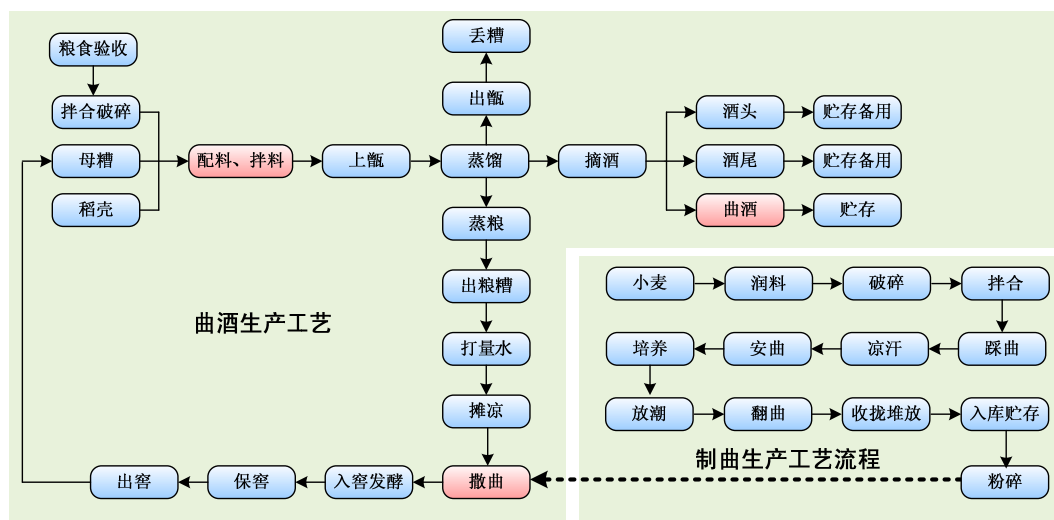 丢糟
粮食验收
出甑
拌合破碎
酒头
贮存备用
母糟
配料、拌料
上甑
蒸馏
摘酒
酒尾
贮存备用
稻壳
蒸粮
曲酒
贮存
出粮糟
小麦
润料
破碎
拌合
曲酒生产工艺
打量水
培养
安曲
凉汗
踩曲
摊凉
放潮
翻曲
收拢堆放
入库贮存
制曲生产工艺流程
出窖
保窖
入窖发酵
撒曲
粉碎